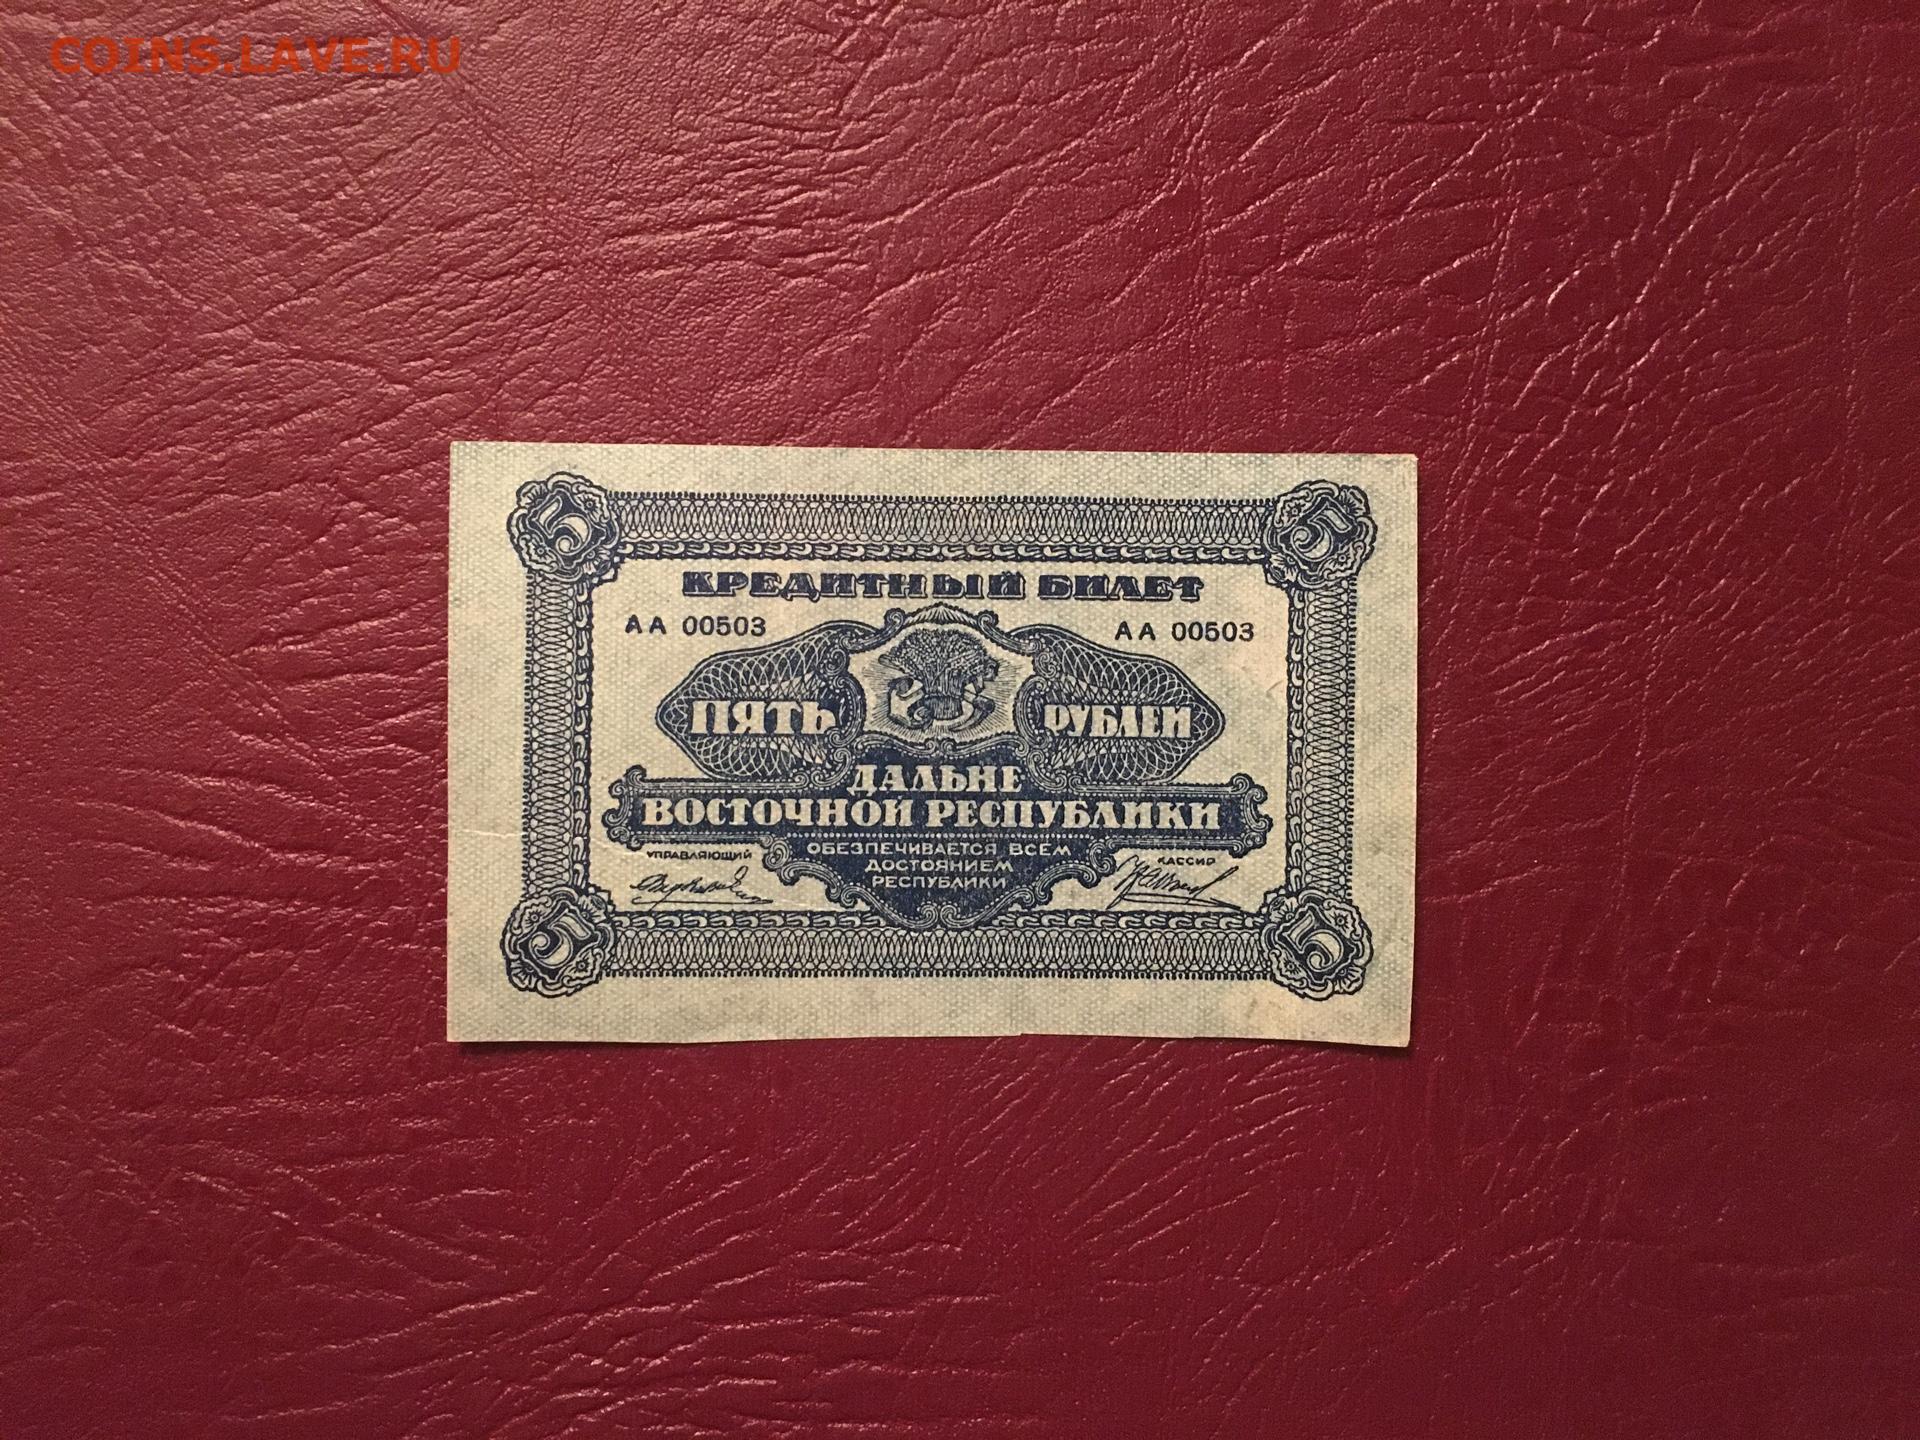 COINS.LAVE.RU
5 5
КРЕДИТНЫЙ БИЛЕТ
АА 00503 АА 00503
ПЯТЬ РУБЛЕЙ
ДАЛЬНЕ
ВОСТОЧНОЙ РЕСПУБЛИКИ
ОБЕЗПЕЧИВАЕТСЯ ВСЕМ
ДОСТОЯНИЕМ
РЕСПУБЛИКИ
УПРАВЛЯЮЩИЙ КАССИР
5 5